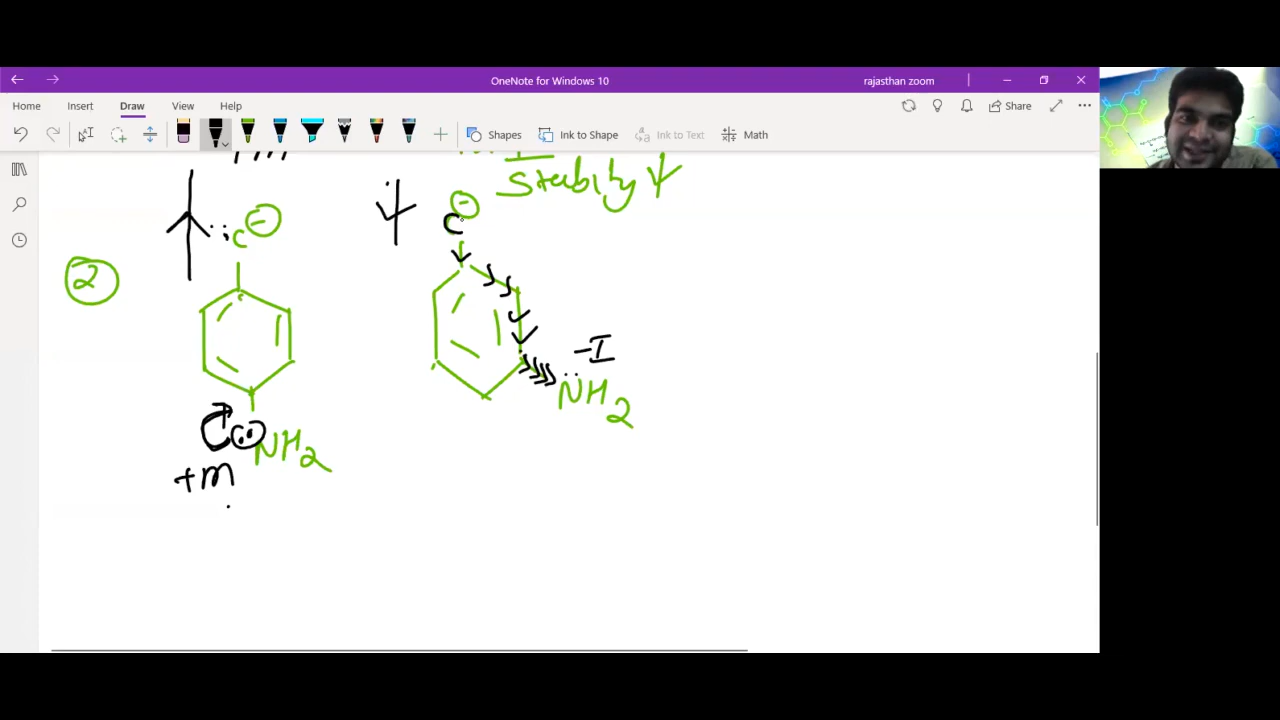 OneNote for Windows 10
rajasthan zoom
Home Insert Draw View Help
Share
Shapes
Ink to Shape
Ink to Text
Math
+m
Stability ↓
2
:C⊖
C⊖
-I
NH2
NH2
+m